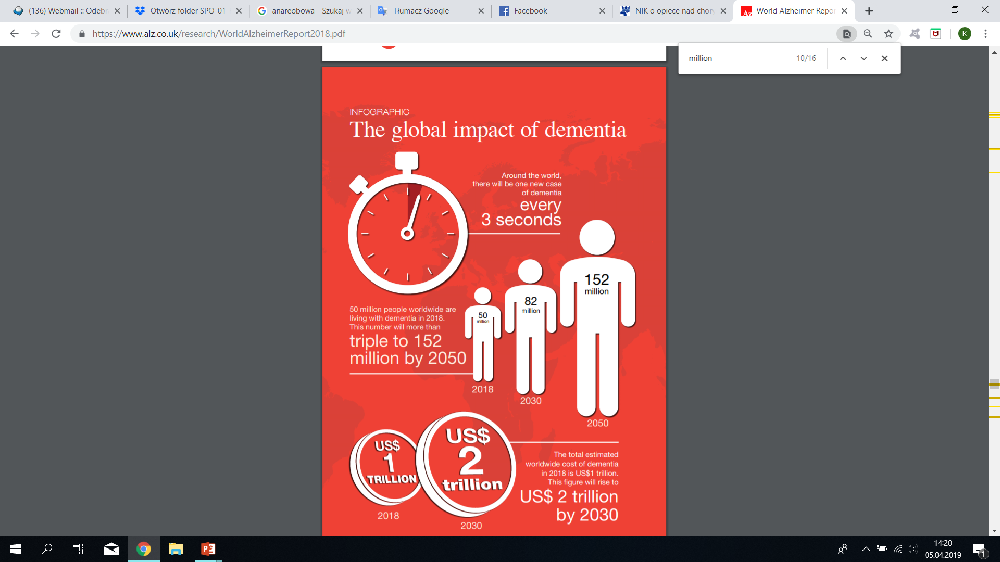 (136) Webmail :: Odebr
Otwórz folder SPO-01-
anareobowa - Szukaj w
Tłumacz Google
Facebook
NIK o opiece nad chory
World Alzheimer Repor
https://www.alz.co.uk/research/WorldAlzheimerReport2018.pdf
K
million 10/16
INFOGRAPHIC
The global impact of dementia
Around the world,
there will be one new case
of dementia
every
3 seconds
50 million people worldwide are
living with dementia in 2018.
This number will more than
triple to 152
million by 2050
50
million
2018
82
million
2030
152
million
2050
US$
1
TRILLION
2018
US$
2
trillion
2030
The total estimated
worldwide cost of dementia
in 2018 is US$1 trillion.
This figure will rise to
US$ 2 trillion
by 2030
14:20
05.04.2019
1